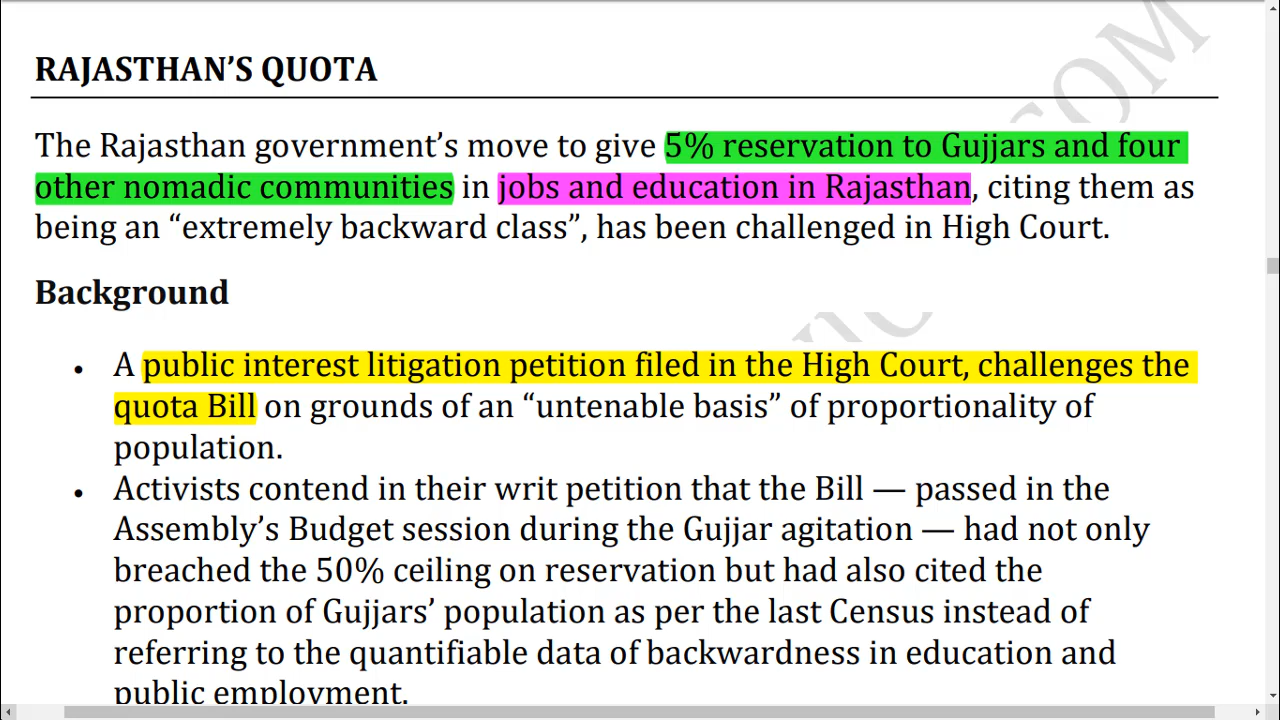 RAJASTHAN’S QUOTA
The Rajasthan government’s move to give 5% reservation to Gujjars and four
other nomadic communities in jobs and education in Rajasthan, citing them as
being an “extremely backward class”, has been challenged in High Court.
Background
• A public interest litigation petition filed in the High Court, challenges the
quota Bill on grounds of an “untenable basis” of proportionality of
population.
• Activists contend in their writ petition that the Bill — passed in the
Assembly’s Budget session during the Gujjar agitation — had not only
breached the 50% ceiling on reservation but had also cited the
proportion of Gujjars’ population as per the last Census instead of
referring to the quantifiable data of backwardness in education and
public employment.